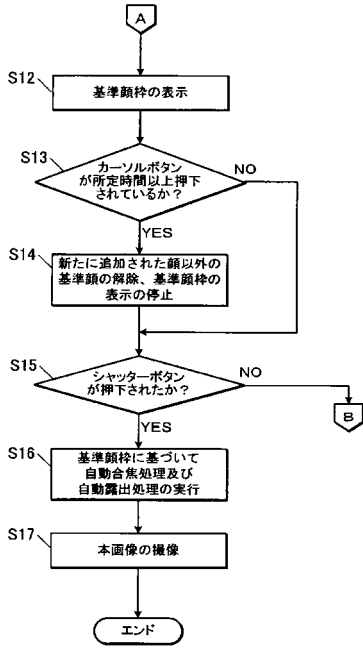 A
S12
基準顔枠の表示
S13
カーソルボタン
が所定時間以上押下
されているか？
NO
YES
S14
新たに追加された顔以外の
基準顔の解除、基準顔枠の
表示の停止
S15
シャッターボタン
が押下されたか？
NO
B
YES
S16
基準顔枠に基づいて
自動合焦処理及び
自動露出処理の実行
S17
本画像の撮像
エンド